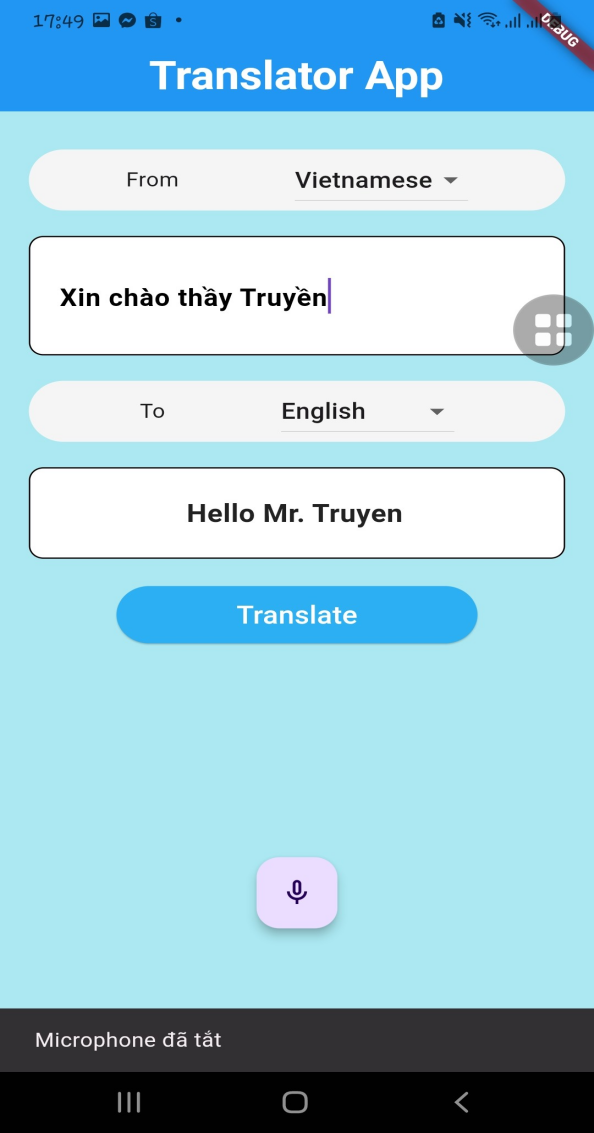 17:49
DEBUG
Translator App
From Vietnamese
Xin chào thầy Truyền
To English
Hello Mr. Truyen
Translate
Microphone đã tắt